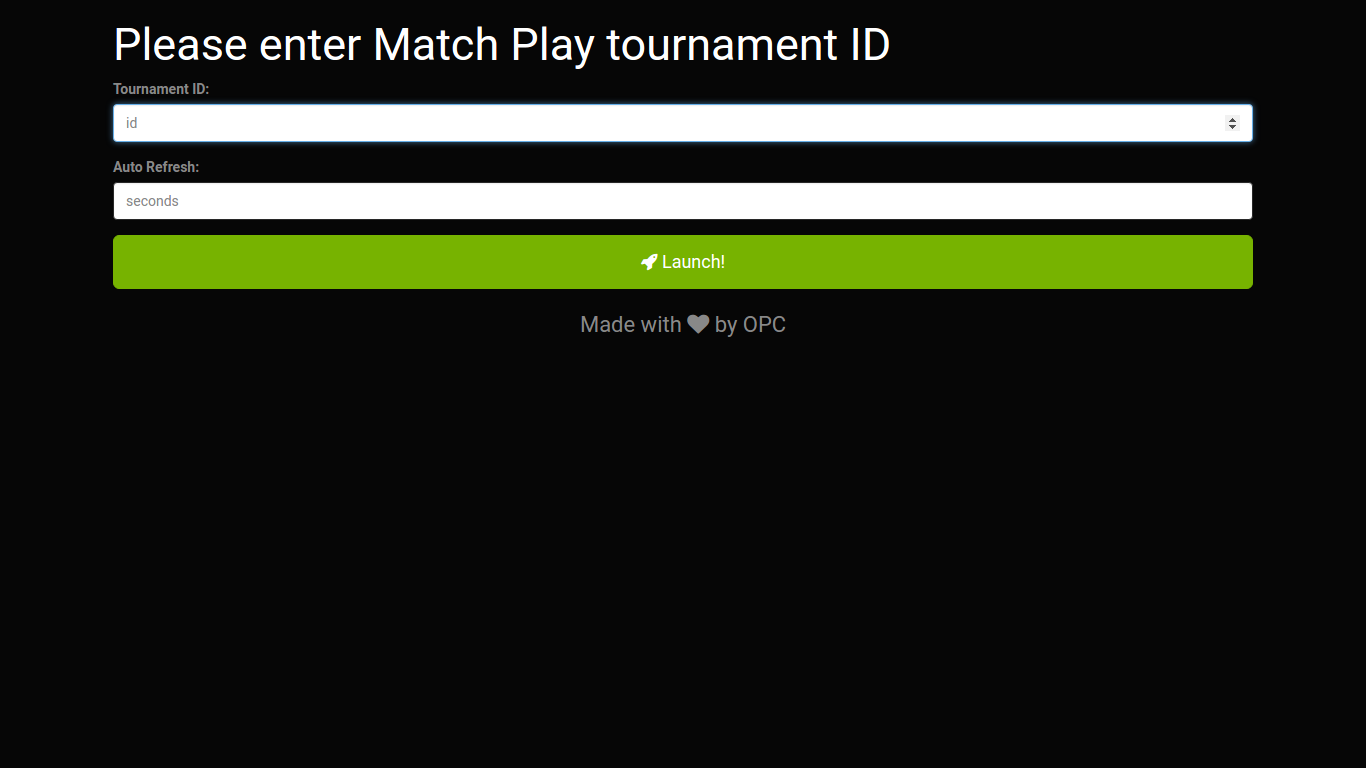 Please enter Match Play tournament ID
Tournament ID:
id
Auto Refresh:
seconds
Launch!
Made with by OPC